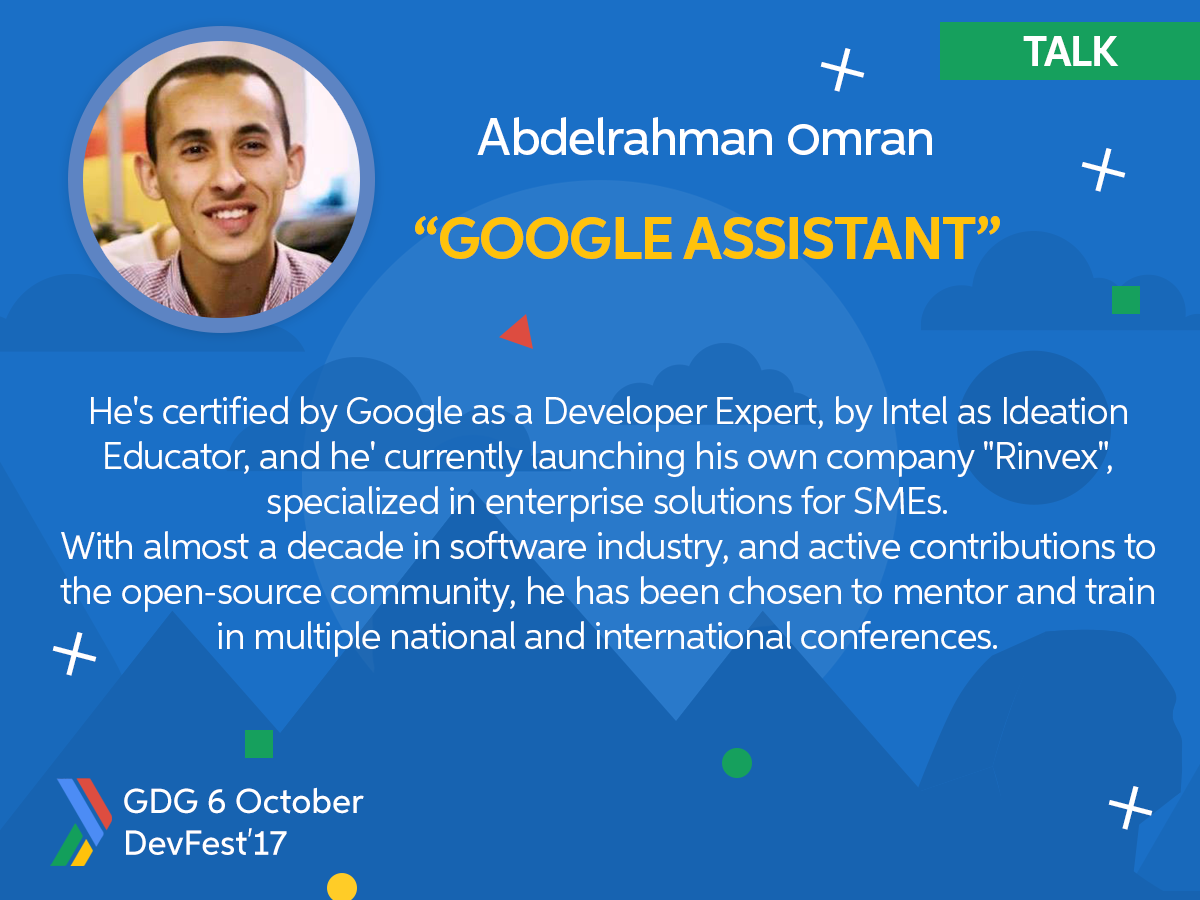 TALK
Abdelrahman Omran
“GOOGLE ASSISTANT”
He's certified by Google as a Developer Expert, by Intel as Ideation
Educator, and he' currently launching his own company "Rinvex",
specialized in enterprise solutions for SMEs.
With almost a decade in software industry, and active contributions to
the open-source community, he has been chosen to mentor and train
in multiple national and international conferences.
GDG 6 October
DevFest'17